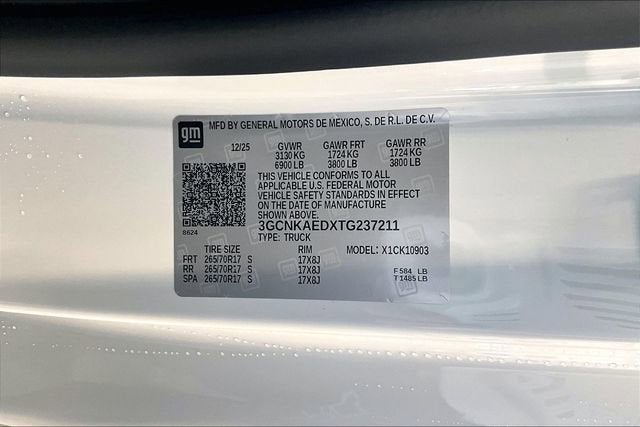 gm MFD BY GENERAL MOTORS DE MEXICO, S. DE R.L. DE C.V.
12/25 GVWR GAWR FRT GAWR RR
3130 KG 1724 KG 1724 KG
6900 LB 3800 LB 3800 LB
THIS VEHICLE CONFORMS TO ALL
APPLICABLE U.S. FEDERAL MOTOR
VEHICLE SAFETY STANDARDS IN EFFECT
ON THE DATE OF MANUFACTURE
SHOWN ABOVE.
3GCNKAEDXTG237211
8624
TYPE: TRUCK
TIRE SIZE RIM MODEL: X1CK10903
FRT 265/70R17 S 17X8J
RR 265/70R17 S 17X8J F 584 LB
SPA 265/70R17 S 17X8J T 1485 LB